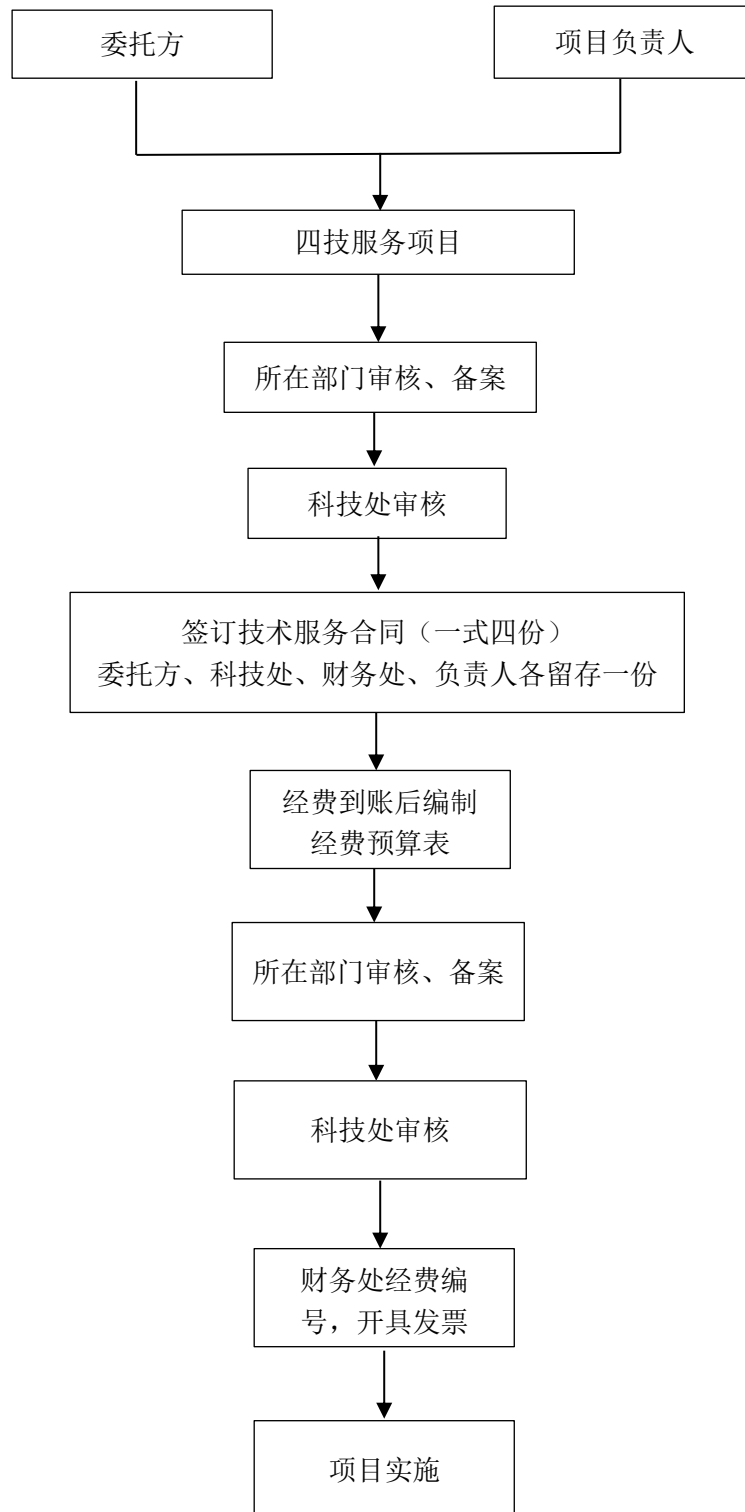 委托方
项目负责人
四技服务项目
所在部门审核、备案
科技处审核
签订技术服务合同（一式四份）
委托方、科技处、财务处、负责人各留存一份
经费到账后编制
经费预算表
所在部门审核、备案
科技处审核
财务处经费编
号，开具发票
项目实施